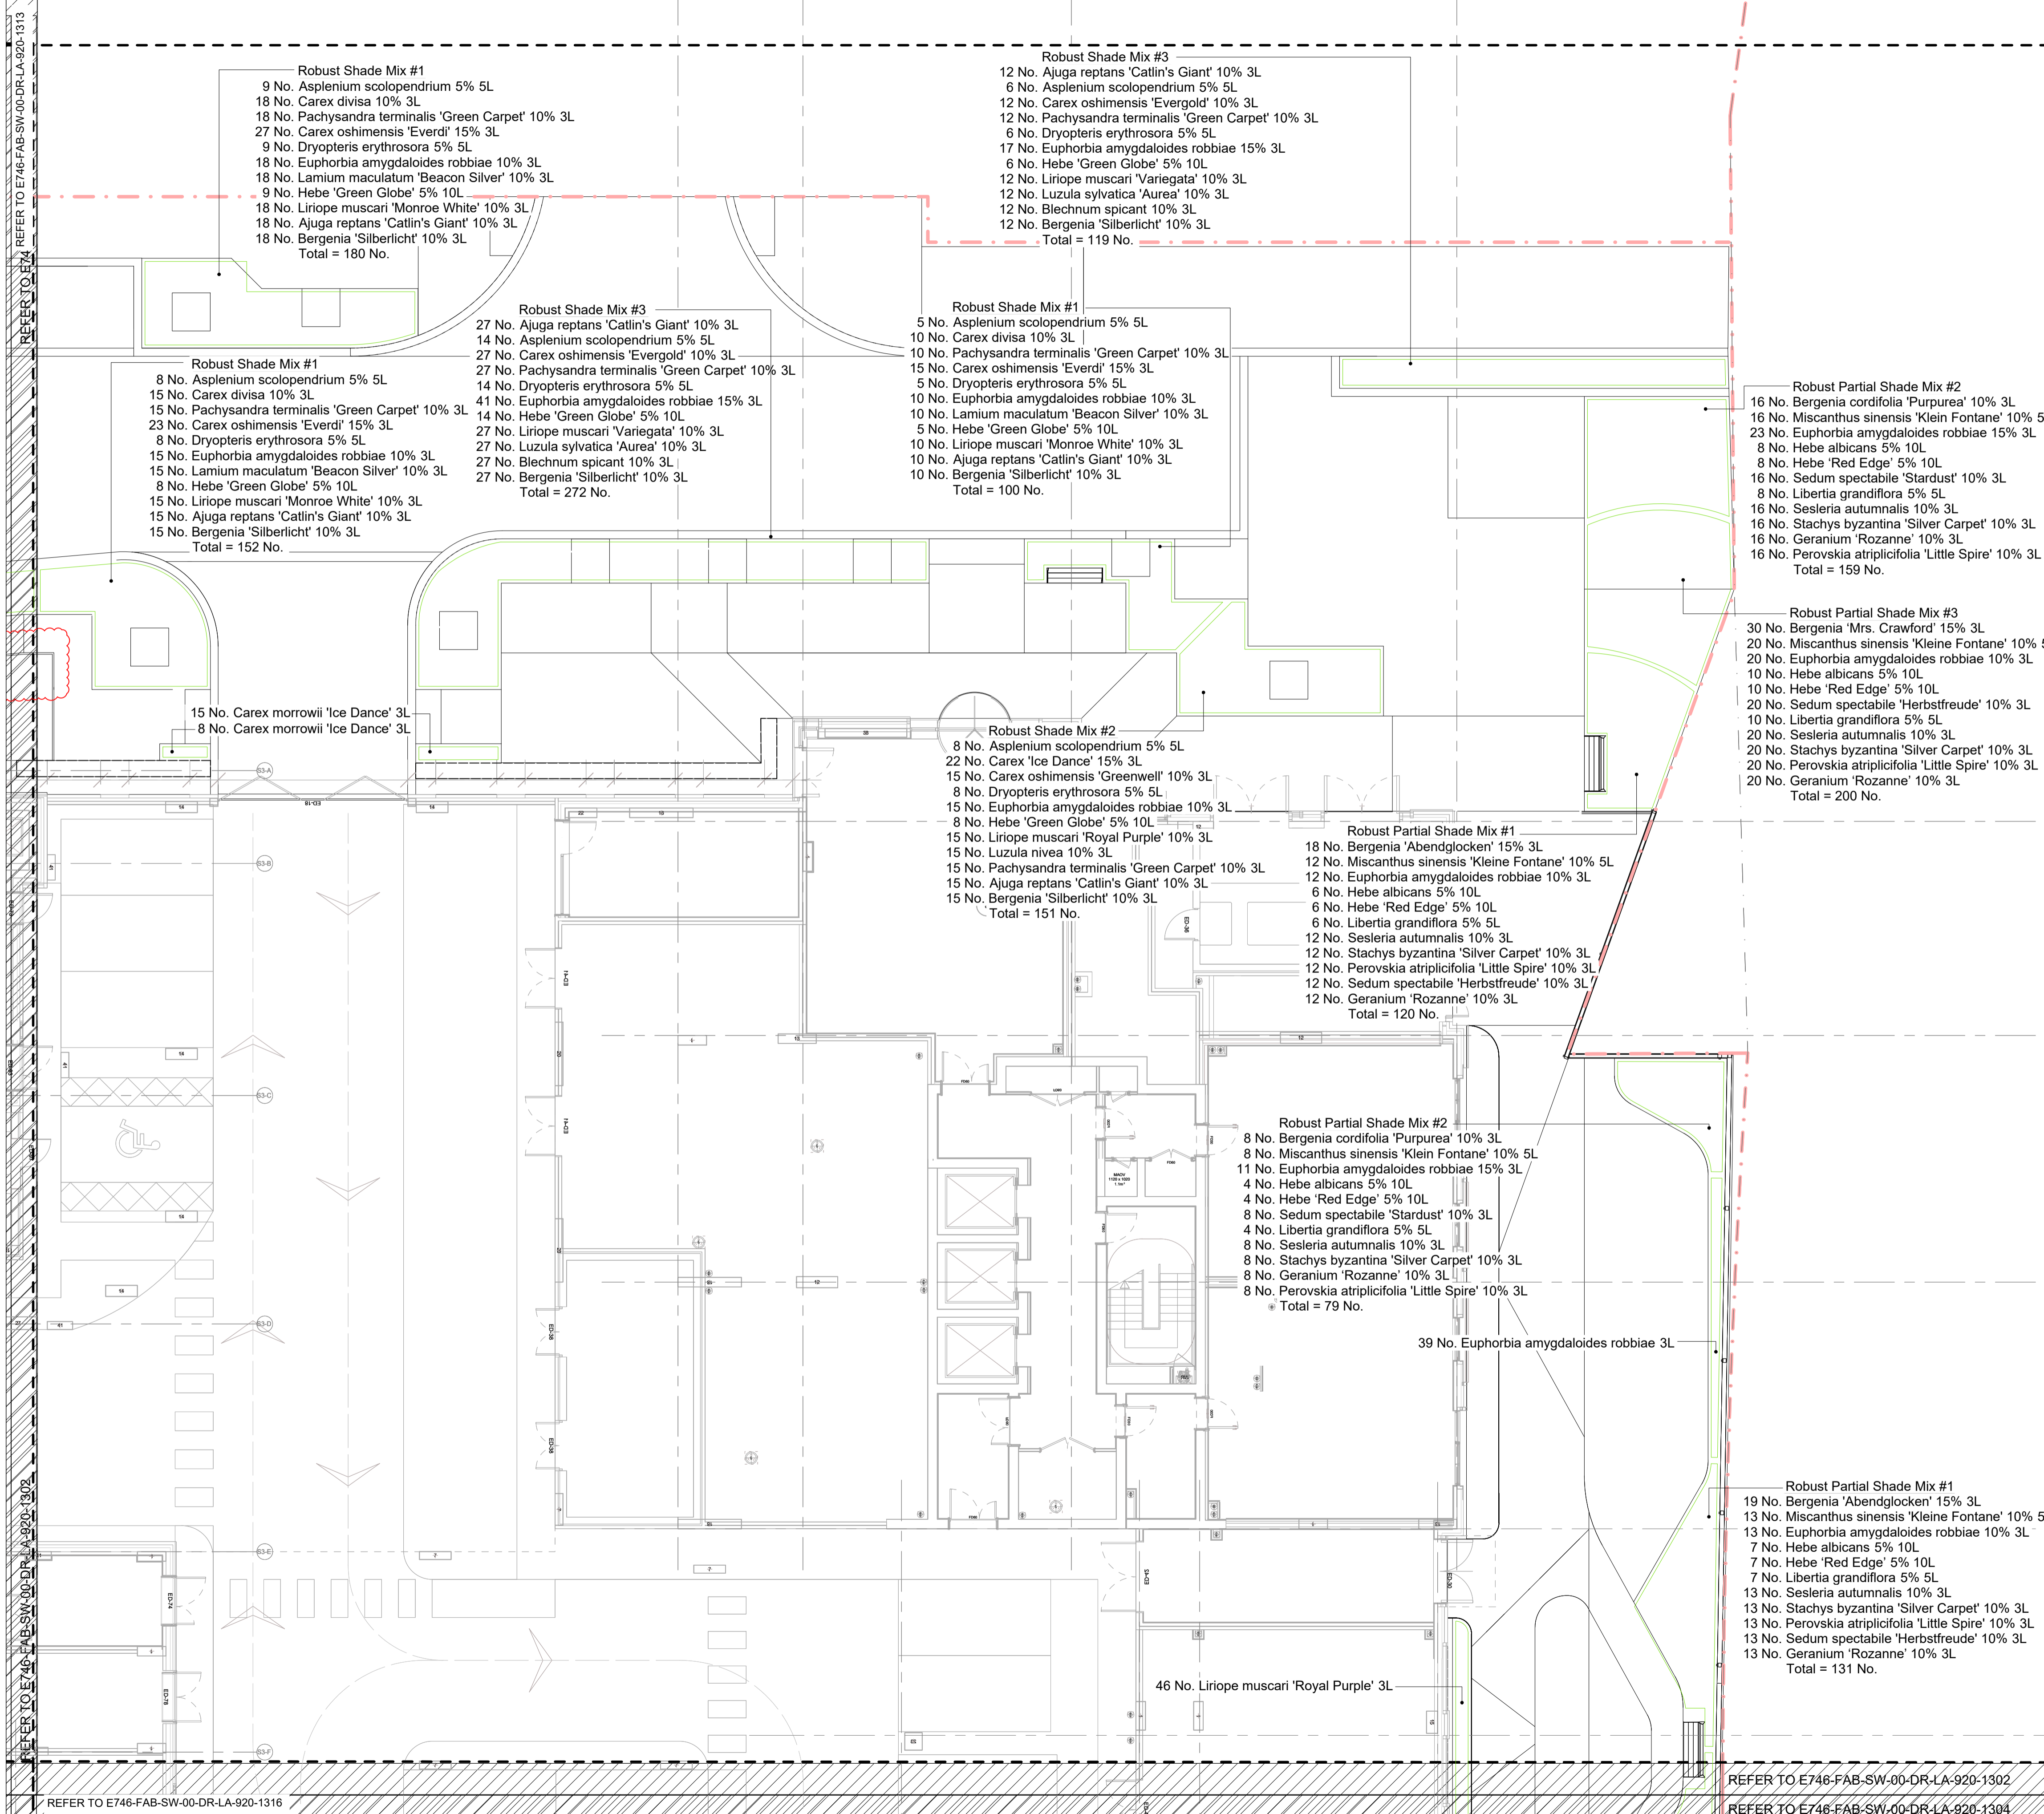 REFER TO E746-FAB-SW-00-DR-LA-920-1313
REFER TO E74
Robust Shade Mix #1
9 No. Asplenium scolopendrium 5% 5L
18 No. Carex divisa 10% 3L
18 No. Pachysandra terminalis 'Green Carpet' 10% 3L
27 No. Carex oshimensis 'Everdi' 15% 3L
9 No. Dryopteris erythrosora 5% 5L
18 No. Euphorbia amygdaloides robbiae 10% 3L
18 No. Lamium maculatum 'Beacon Silver' 10% 3L
9 No. Hebe 'Green Globe' 5% 10L
18 No. Liriope muscari 'Monroe White' 10% 3L
18 No. Ajuga reptans 'Catlin's Giant' 10% 3L
18 No. Bergenia 'Silberlicht' 10% 3L
Total = 180 No.
Robust Shade Mix #3
12 No. Ajuga reptans 'Catlin's Giant' 10% 3L
6 No. Asplenium scolopendrium 5% 5L
12 No. Carex oshimensis 'Evergold' 10% 3L
12 No. Pachysandra terminalis 'Green Carpet' 10% 3L
6 No. Dryopteris erythrosora 5% 5L
17 No. Euphorbia amygdaloides robbiae 15% 3L
6 No. Hebe 'Green Globe' 5% 10L
12 No. Liriope muscari 'Variegata' 10% 3L
12 No. Luzula sylvatica 'Aurea' 10% 3L
12 No. Blechnum spicant 10% 3L
12 No. Bergenia 'Silberlicht' 10% 3L
Total = 119 No.
Robust Shade Mix #1
8 No. Asplenium scolopendrium 5% 5L
15 No. Carex divisa 10% 3L
15 No. Pachysandra terminalis 'Green Carpet' 10% 3L
23 No. Carex oshimensis 'Everdi' 15% 3L
8 No. Dryopteris erythrosora 5% 5L
15 No. Euphorbia amygdaloides robbiae 10% 3L
15 No. Lamium maculatum 'Beacon Silver' 10% 3L
8 No. Hebe 'Green Globe' 5% 10L
15 No. Liriope muscari 'Monroe White' 10% 3L
15 No. Ajuga reptans 'Catlin's Giant' 10% 3L
15 No. Bergenia 'Silberlicht' 10% 3L
Total = 152 No.
Robust Shade Mix #3
27 No. Ajuga reptans 'Catlin's Giant' 10% 3L
14 No. Asplenium scolopendrium 5% 5L
27 No. Carex oshimensis 'Evergold' 10% 3L
27 No. Pachysandra terminalis 'Green Carpet' 10% 3L
14 No. Dryopteris erythrosora 5% 5L
41 No. Euphorbia amygdaloides robbiae 15% 3L
14 No. Hebe 'Green Globe' 5% 10L
27 No. Liriope muscari 'Variegata' 10% 3L
27 No. Luzula sylvatica 'Aurea' 10% 3L
27 No. Blechnum spicant 10% 3L
27 No. Bergenia 'Silberlicht' 10% 3L
Total = 272 No.
Robust Shade Mix #1
5 No. Asplenium scolopendrium 5% 5L
10 No. Carex divisa 10% 3L
10 No. Pachysandra terminalis 'Green Carpet' 10% 3L
15 No. Carex oshimensis 'Everdi' 15% 3L
5 No. Dryopteris erythrosora 5% 5L
10 No. Euphorbia amygdaloides robbiae 10% 3L
10 No. Lamium maculatum 'Beacon Silver' 10% 3L
5 No. Hebe 'Green Globe' 5% 10L
10 No. Liriope muscari 'Monroe White' 10% 3L
10 No. Ajuga reptans 'Catlin's Giant' 10% 3L
10 No. Bergenia 'Silberlicht' 10% 3L
Total = 100 No.
Robust Partial Shade Mix #2
16 No. Bergenia cordifolia 'Purpurea' 10% 3L
16 No. Miscanthus sinensis 'Klein Fontane' 10% 5
23 No. Euphorbia amygdaloides robbiae 15% 3L
8 No. Hebe albicans 5% 10L
8 No. Hebe ‘Red Edge’ 5% 10L
16 No. Sedum spectabile 'Stardust' 10% 3L
8 No. Libertia grandiflora 5% 5L
16 No. Sesleria autumnalis 10% 3L
16 No. Stachys byzantina 'Silver Carpet' 10% 3L
16 No. Geranium ‘Rozanne’ 10% 3L
16 No. Perovskia atriplicifolia 'Little Spire' 10% 3L
Total = 159 No.
Robust Partial Shade Mix #3
30 No. Bergenia ‘Mrs. Crawford’ 15% 3L
20 No. Miscanthus sinensis 'Kleine Fontane' 10% 5
20 No. Euphorbia amygdaloides robbiae 10% 3L
10 No. Hebe albicans 5% 10L
10 No. Hebe ‘Red Edge’ 5% 10L
20 No. Sedum spectabile 'Herbstfreude' 10% 3L
10 No. Libertia grandiflora 5% 5L
20 No. Sesleria autumnalis 10% 3L
20 No. Stachys byzantina 'Silver Carpet' 10% 3L
20 No. Perovskia atriplicifolia 'Little Spire' 10% 3L
20 No. Geranium ‘Rozanne’ 10% 3L
Total = 200 No.
15 No. Carex morrowii 'Ice Dance' 3L
8 No. Carex morrowii 'Ice Dance' 3L
Robust Shade Mix #2
8 No. Asplenium scolopendrium 5% 5L
22 No. Carex 'Ice Dance' 15% 3L
15 No. Carex oshimensis 'Greenwell' 10% 3L
8 No. Dryopteris erythrosora 5% 5L
15 No. Euphorbia amygdaloides robbiae 10% 3L
8 No. Hebe 'Green Globe' 5% 10L
15 No. Liriope muscari 'Royal Purple' 10% 3L
15 No. Luzula nivea 10% 3L
15 No. Pachysandra terminalis 'Green Carpet' 10% 3L
15 No. Ajuga reptans 'Catlin's Giant' 10% 3L
15 No. Bergenia 'Silberlicht' 10% 3L
Total = 151 No.
Robust Partial Shade Mix #1
18 No. Bergenia 'Abendglocken' 15% 3L
12 No. Miscanthus sinensis 'Kleine Fontane' 10% 5L
12 No. Euphorbia amygdaloides robbiae 10% 3L
6 No. Hebe albicans 5% 10L
6 No. Hebe ‘Red Edge’ 5% 10L
6 No. Libertia grandiflora 5% 5L
12 No. Sesleria autumnalis 10% 3L
12 No. Stachys byzantina 'Silver Carpet' 10% 3L
12 No. Perovskia atriplicifolia 'Little Spire' 10% 3L
12 No. Sedum spectabile 'Herbstfreude' 10% 3L
12 No. Geranium ‘Rozanne’ 10% 3L
Total = 120 No.
Robust Partial Shade Mix #2
8 No. Bergenia cordifolia 'Purpurea' 10% 3L
8 No. Miscanthus sinensis 'Klein Fontane' 10% 5L
11 No. Euphorbia amygdaloides robbiae 15% 3L
4 No. Hebe albicans 5% 10L
4 No. Hebe ‘Red Edge’ 5% 10L
8 No. Sedum spectabile 'Stardust' 10% 3L
4 No. Libertia grandiflora 5% 5L
8 No. Sesleria autumnalis 10% 3L
8 No. Stachys byzantina 'Silver Carpet' 10% 3L
8 No. Geranium ‘Rozanne’ 10% 3L
8 No. Perovskia atriplicifolia 'Little Spire' 10% 3L
Total = 79 No.
39 No. Euphorbia amygdaloides robbiae 3L
Robust Partial Shade Mix #1
19 No. Bergenia 'Abendglocken' 15% 3L
13 No. Miscanthus sinensis 'Kleine Fontane' 10% 5
13 No. Euphorbia amygdaloides robbiae 10% 3L
7 No. Hebe albicans 5% 10L
7 No. Hebe ‘Red Edge’ 5% 10L
7 No. Libertia grandiflora 5% 5L
13 No. Sesleria autumnalis 10% 3L
13 No. Stachys byzantina 'Silver Carpet' 10% 3L
13 No. Perovskia atriplicifolia 'Little Spire' 10% 3L
13 No. Sedum spectabile 'Herbstfreude' 10% 3L
13 No. Geranium ‘Rozanne’ 10% 3L
Total = 131 No.
46 No. Liriope muscari 'Royal Purple' 3L
S3-A
S3-B
S3-C
S3-D
S3-E
S3-F
ED-18
ED-38
ED-38
ED-38
ED-74
ED-78
ED-30
MAOV
1120 x 1020
REFER TO E746-FAB-SW-00-DR-LA-920-1302
REFER TO E746-FAB-SW-00-DR-LA-920-1316
REFER TO E746-FAB-SW-00-DR-LA-920-1302
REFER TO E746-FAB-SW-00-DR-LA-920-1304